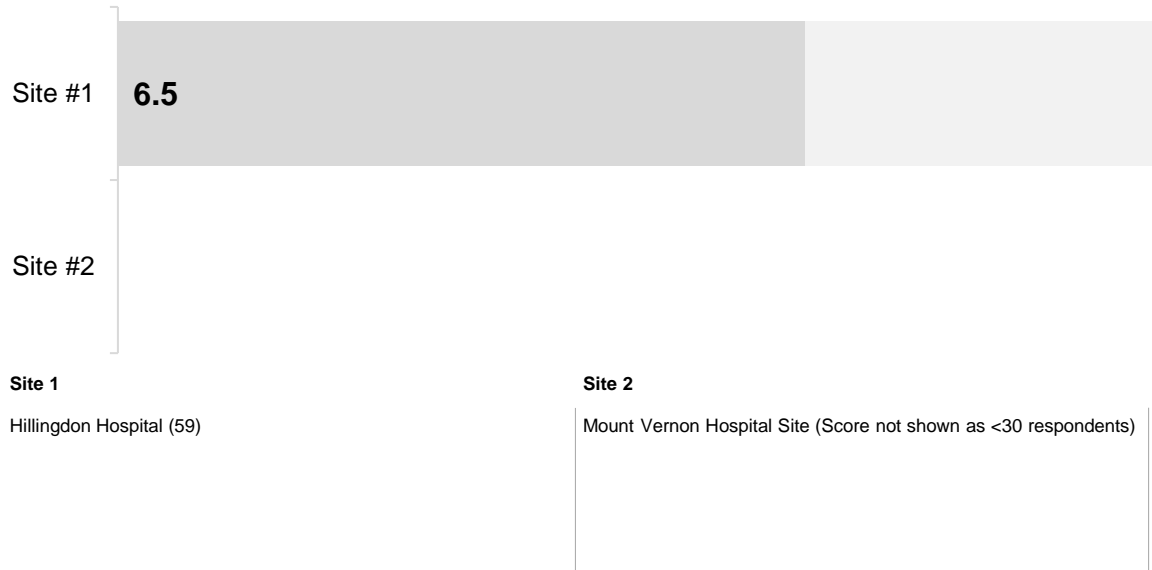 Site #1
6.5
Site #2
Site 1
Site 2
Hillingdon Hospital (59)
Mount Vernon Hospital Site (Score not shown as <30 respondents)